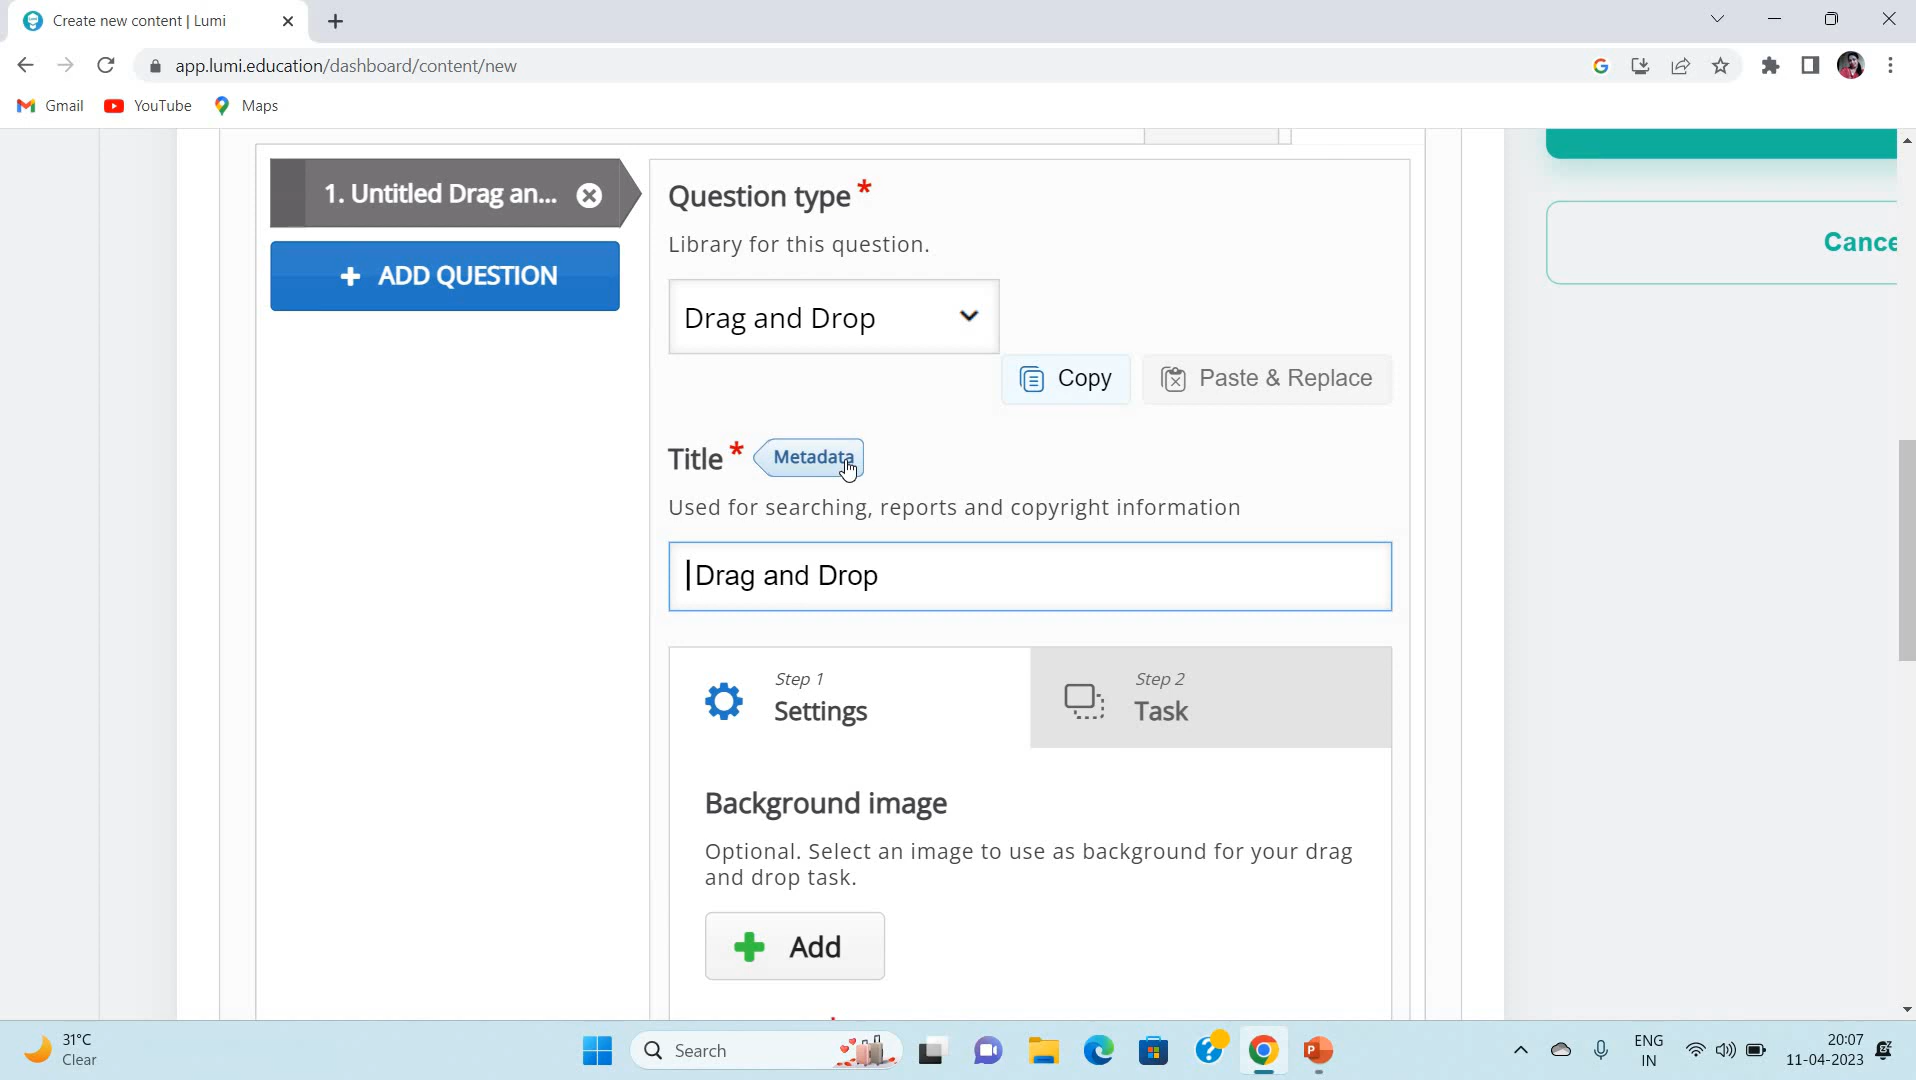 Create new content | Lumi
app.lumi.education/dashboard/content/new
Gmail YouTube Maps
1. Untitled Drag an...
+ ADD QUESTION
Question type *
Library for this question.
Drag and Drop
Copy Paste & Replace
Title * Metadata
Used for searching, reports and copyright information
Drag and Drop
Step 1
Settings
Step 2
Task
Background image
Optional. Select an image to use as background for your drag
and drop task.
Add
Cance
31°C
Clear
Search
ENG
IN
20:07
11-04-2023